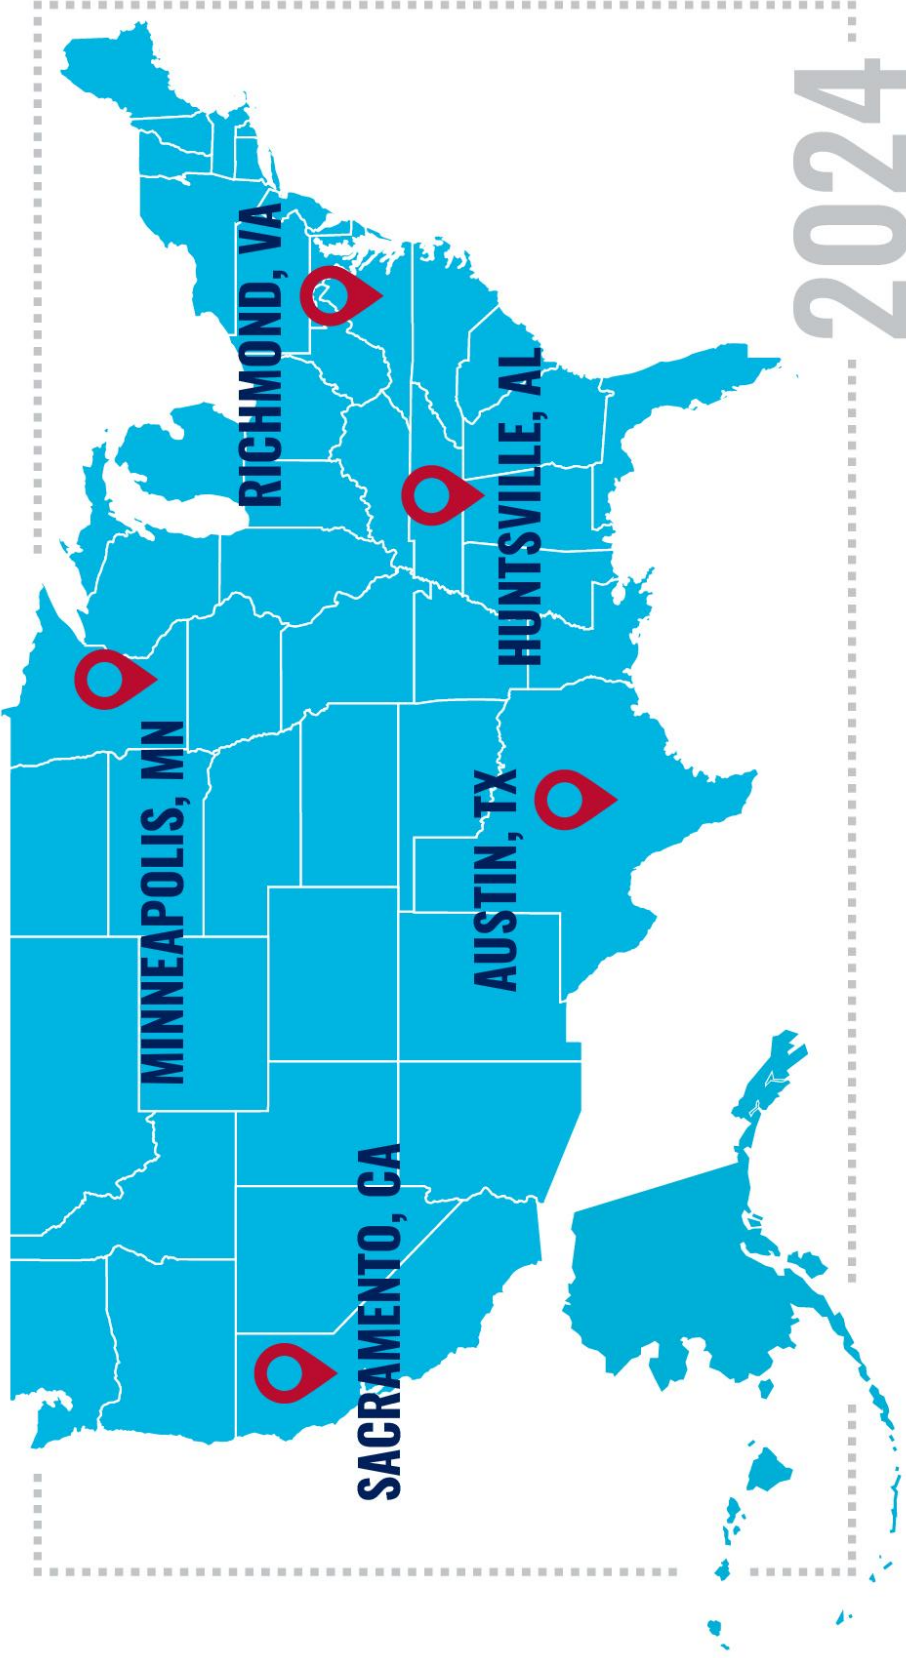 MINNEAPOLIS, MN
RICHMOND, VA
SACRAMENTO, CA
AUSTIN, TX
HUNTSVILLE, AL
2024